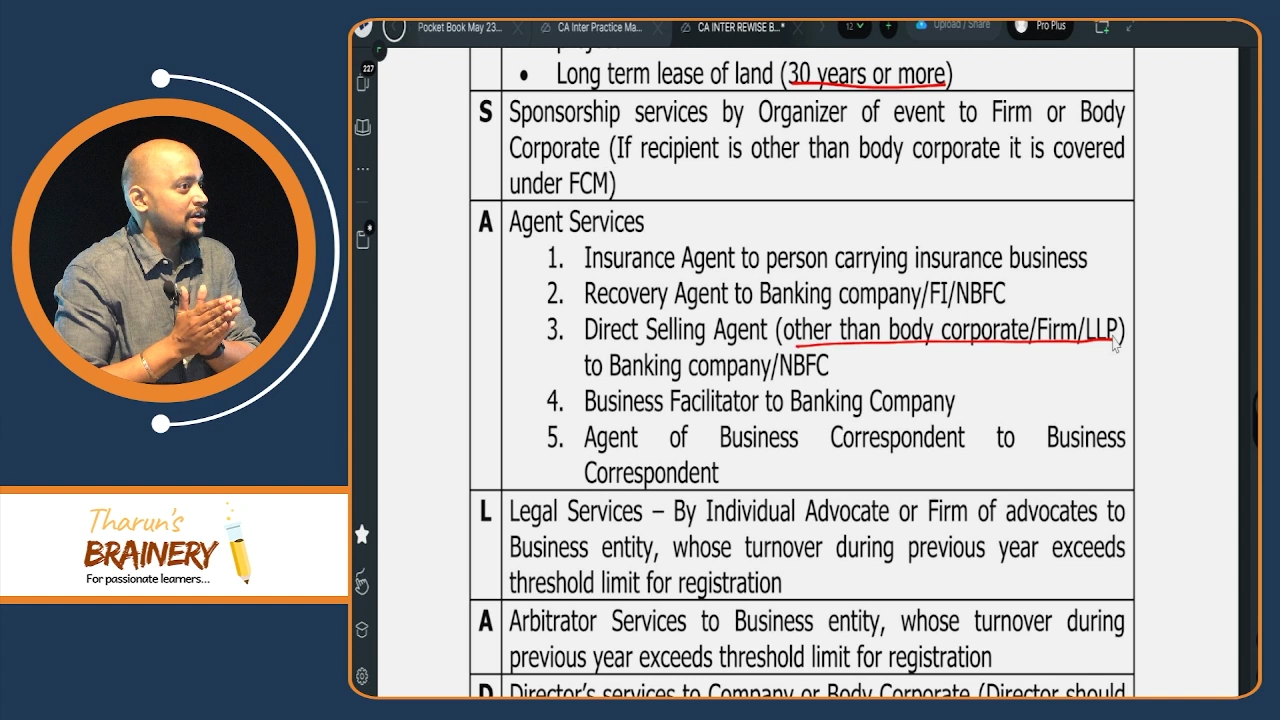 Pocket Book May 23...
CA Inter Practice Ma...
CA INTER REWISE B...*
12
Upload / Share
Pro Plus
227
• Long term lease of land (30 years or more)
S Sponsorship services by Organizer of event to Firm or Body
Corporate (If recipient is other than body corporate it is covered
under FCM)
A Agent Services
1. Insurance Agent to person carrying insurance business
2. Recovery Agent to Banking company/FI/NBFC
3. Direct Selling Agent (other than body corporate/Firm/LLP)
to Banking company/NBFC
4. Business Facilitator to Banking Company
5. Agent of Business Correspondent to Business
Correspondent
L Legal Services – By Individual Advocate or Firm of advocates to
Business entity, whose turnover during previous year exceeds
threshold limit for registration
A Arbitrator Services to Business entity, whose turnover during
previous year exceeds threshold limit for registration
D Director's services to Company or Body Corporate (Director should
Tharun's
BRAINERY
For passionate learners...